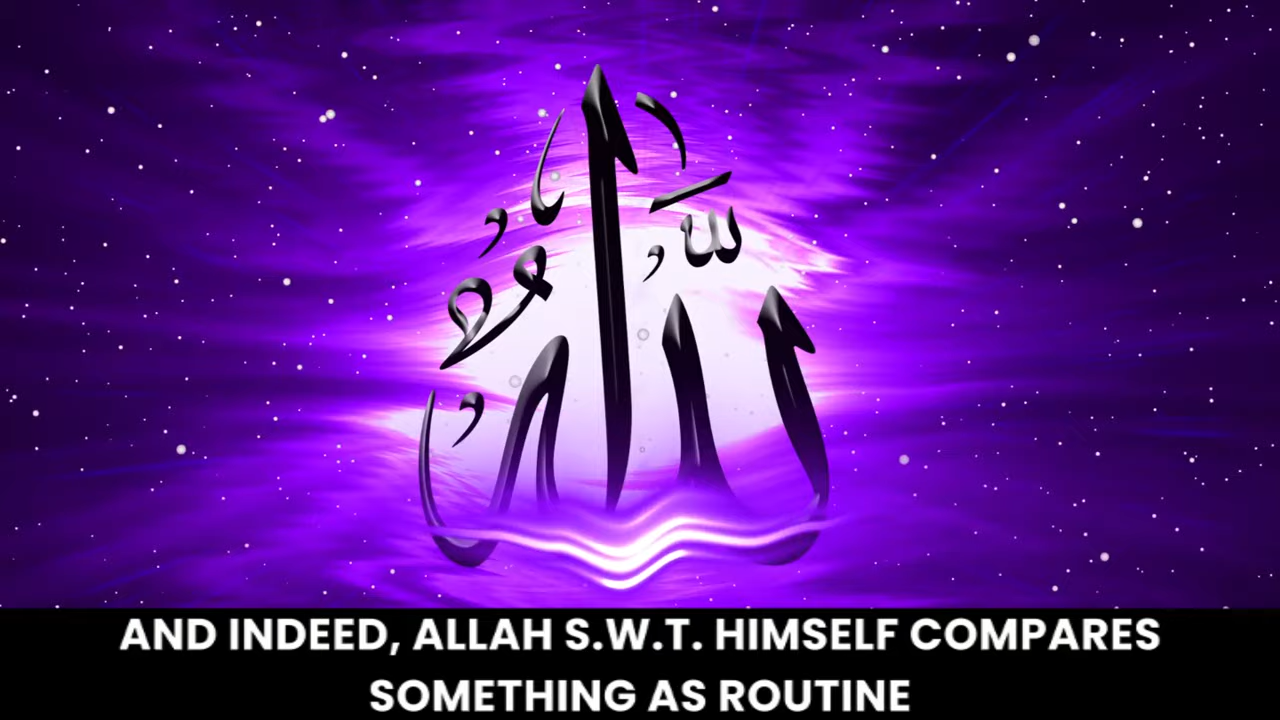 الله
AND INDEED, ALLAH S.W.T. HIMSELF COMPARES
SOMETHING AS ROUTINE